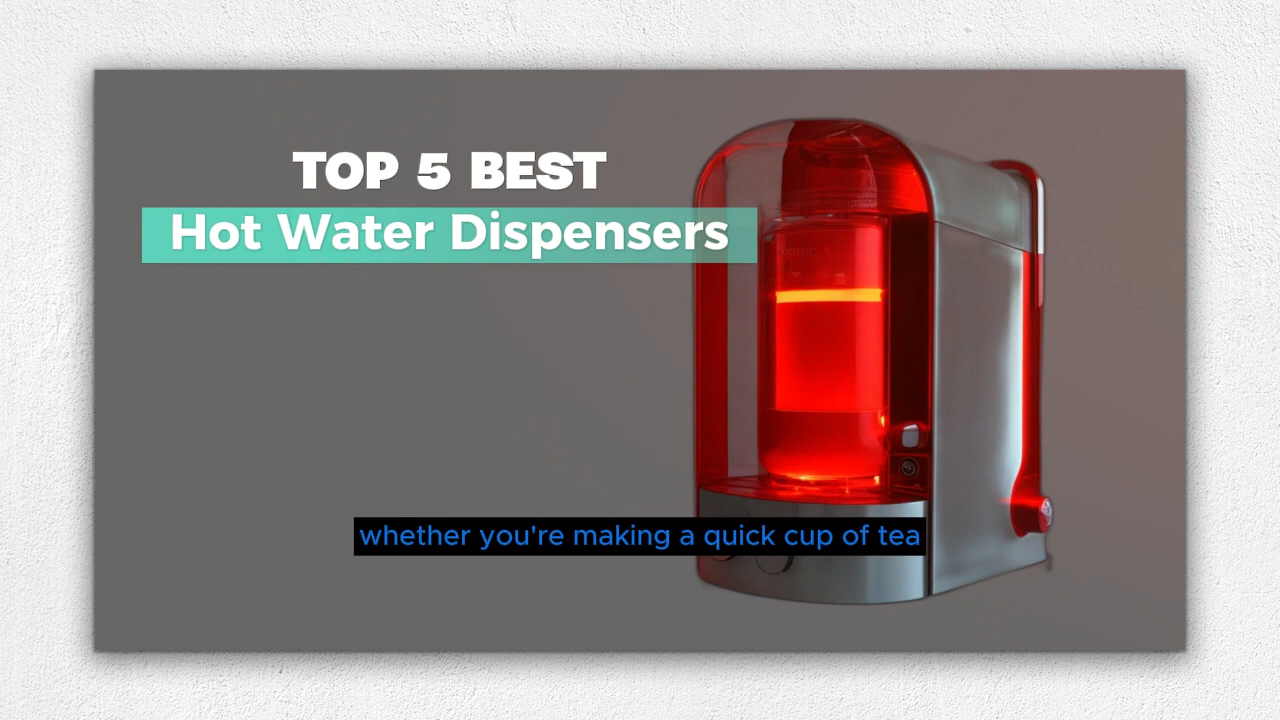 TOP 5 BEST
Hot Water Dispensers
whether you're making a quick cup of tea